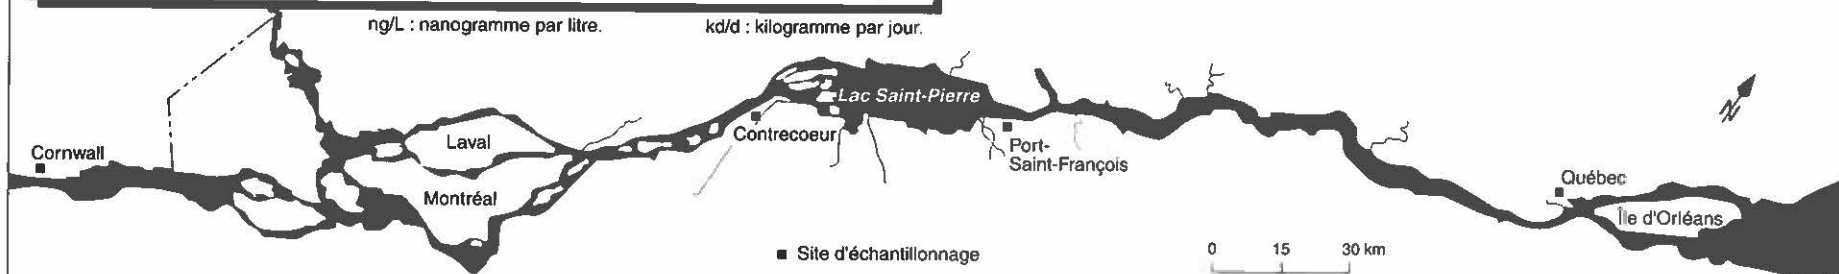 ng/L : nanogramme par litre. kd/d : kilogramme par jour.
Lac Saint-Pierre
Contrecoeur
Laval
Port-
Saint-François
Cornwall
Montréal
Québec
Île d'Orléans
N
■ Site d'échantillonnage
0 15 30 km